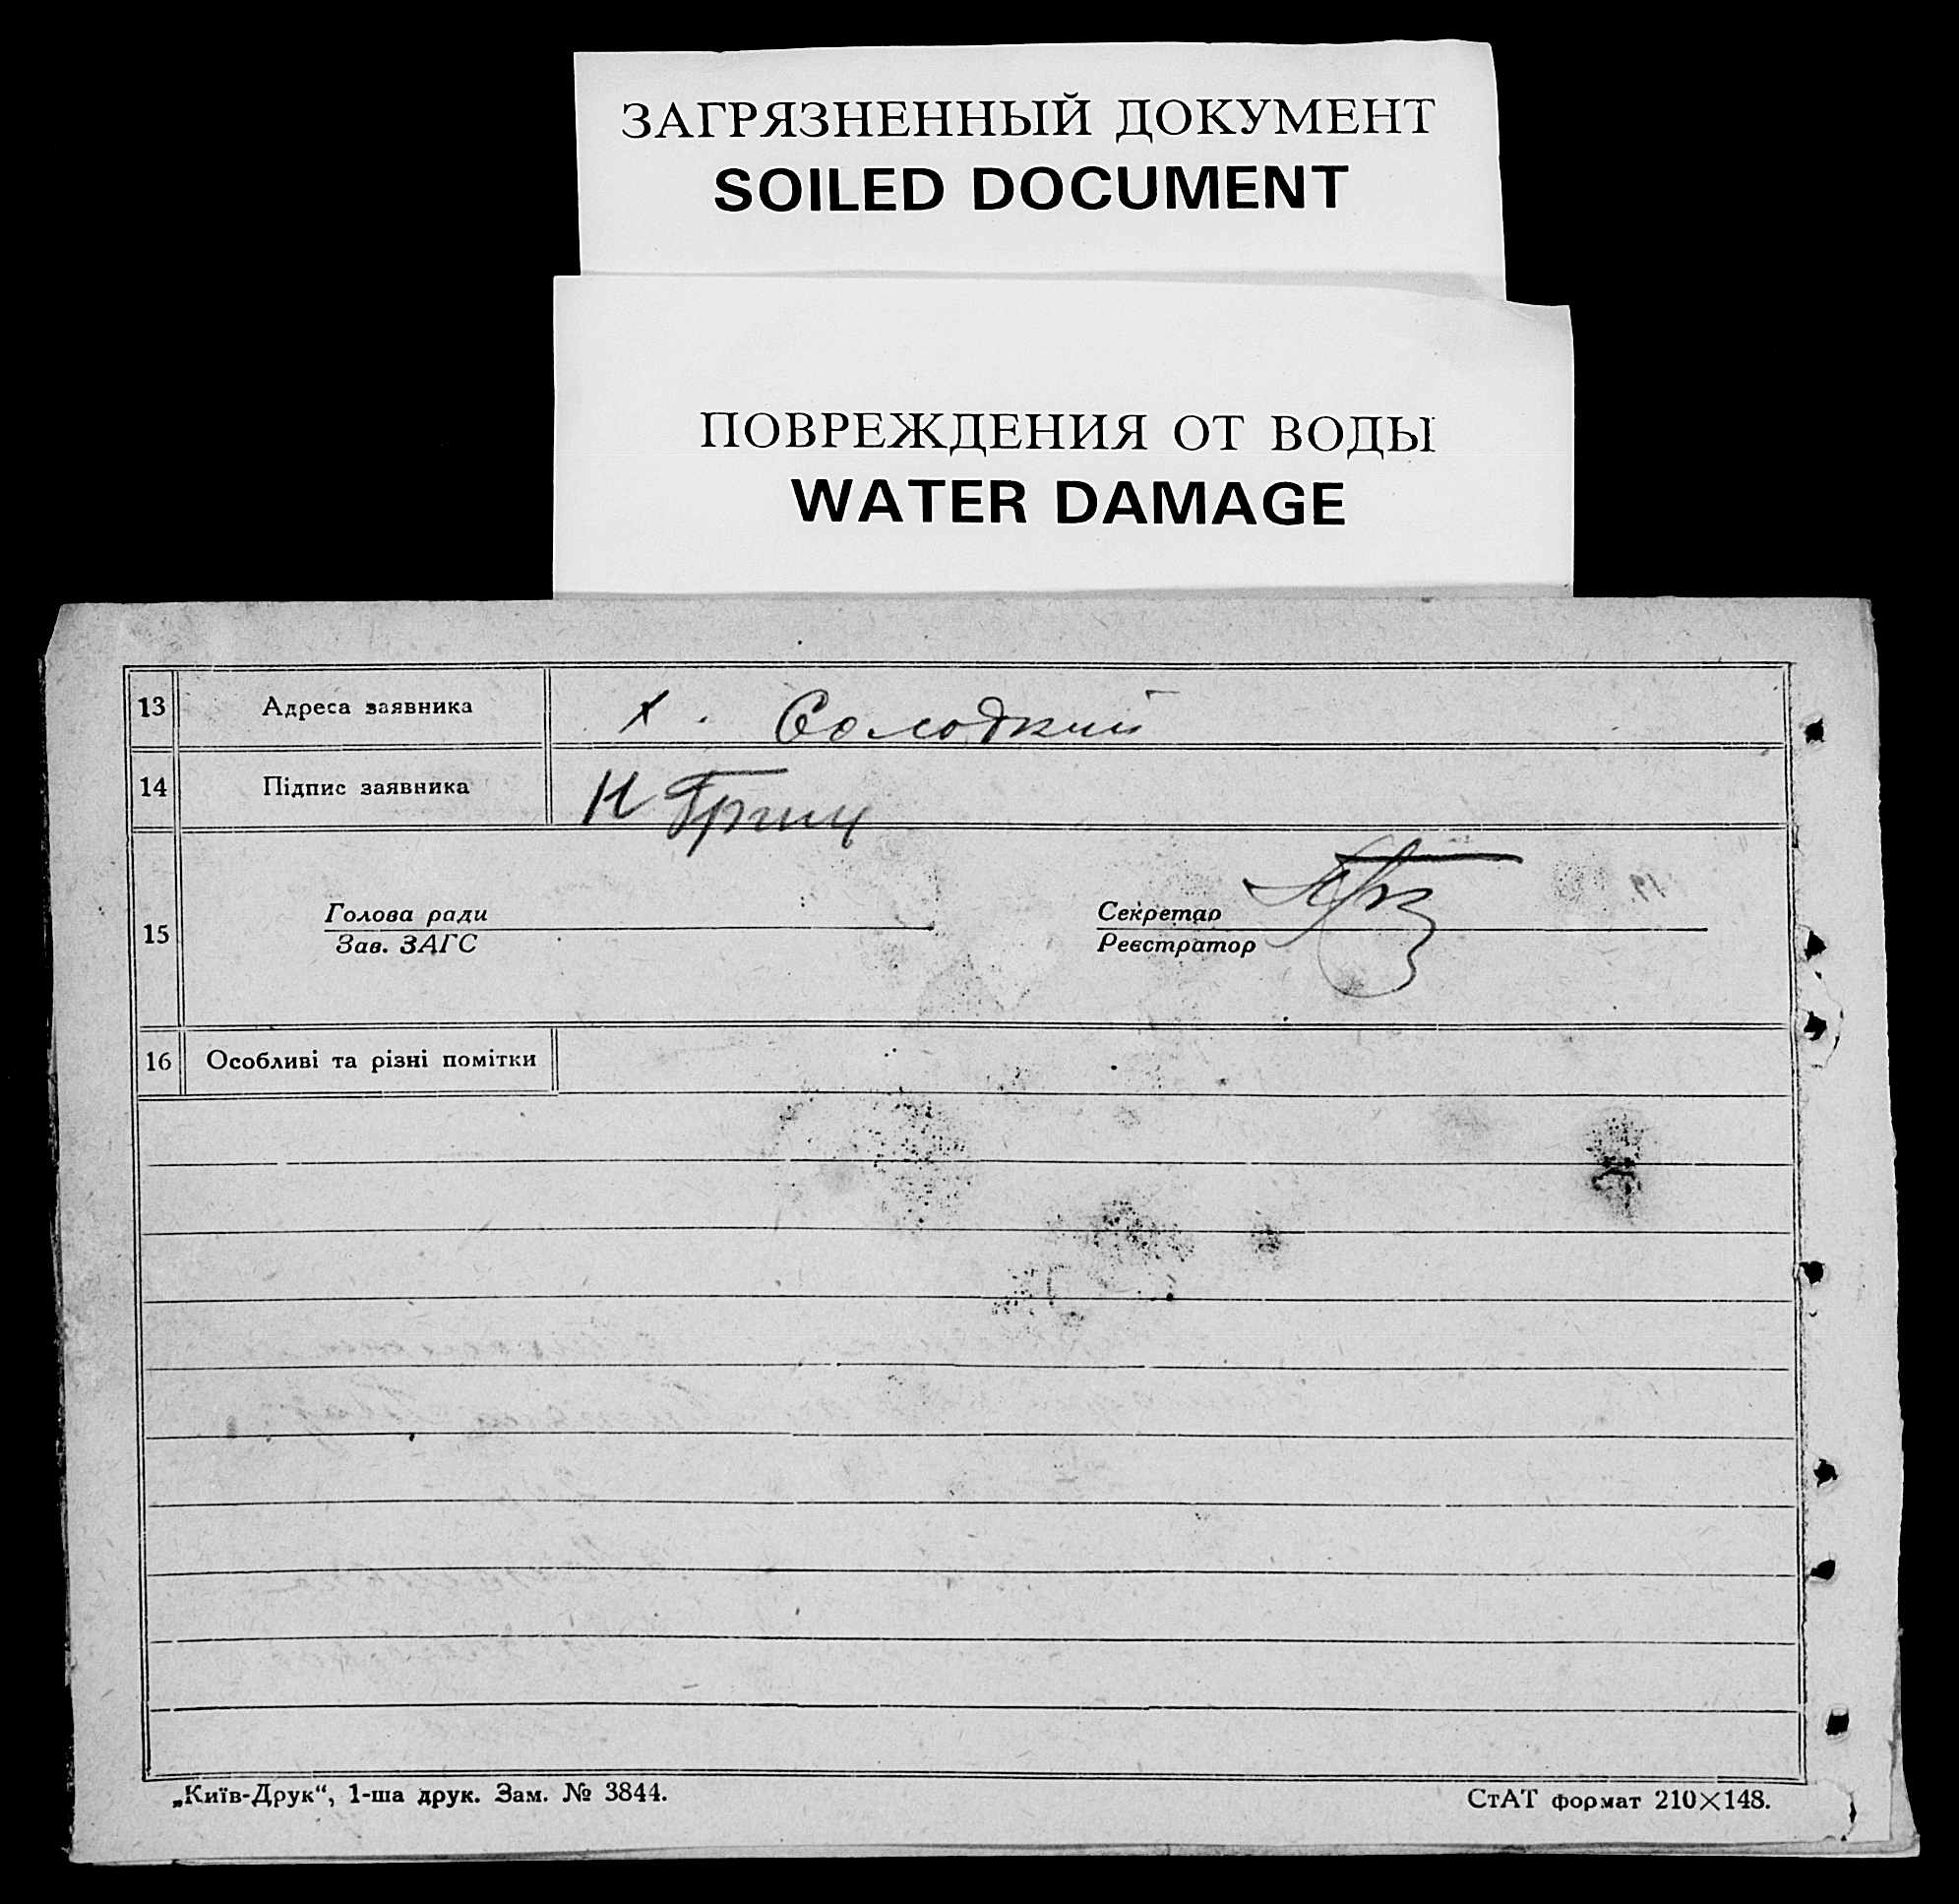 ЗАГРЯЗНЕННЫЙ ДОКУМЕНТ
SOILED DOCUMENT
ПОВРЕЖДЕНИЯ ОТ ВОДЫ
WATER DAMAGE
13 Адреса заявника х. Солодкий
14 Підпис заявника Н Гриц
15 Голова ради
Зав. ЗАГС
Секретар
Реєстратор
16 Особливі та різні помітки
„Київ-Друк“, 1-ша друк. Зам. № 3844.
СтАТ формат 210×148.